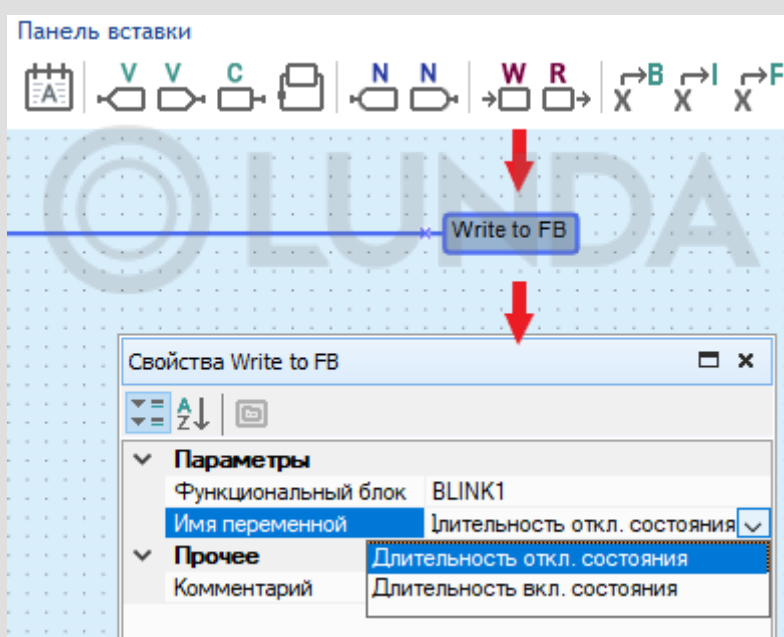 Панель вставки
A V V C N N W R X B X I X F
LUNDA
Write to FB
Свойства Write to FB
A
Z
Параметры
Функциональный блок BLINK1
Имя переменной Длительность откл. состояния
Прочее Длительность откл. состояния
Комментарий Длительность вкл. состояния